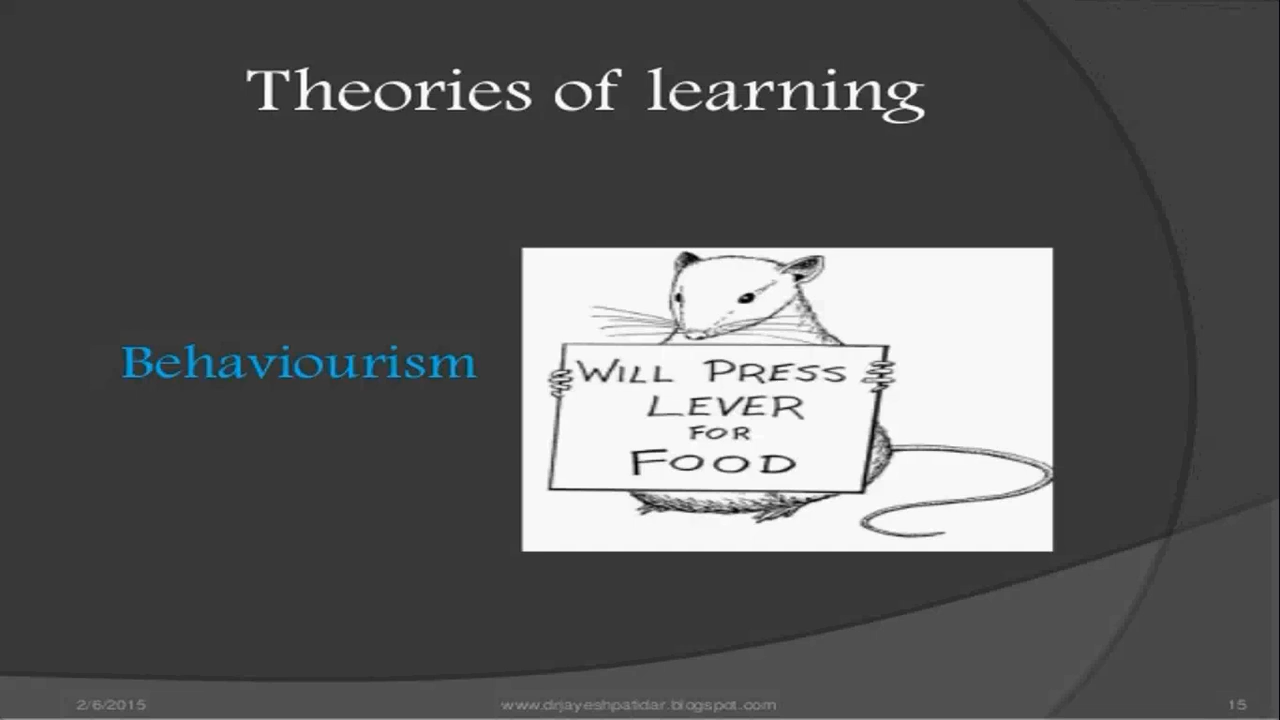 Theories of learning
Behaviourism
WILL PRESS
LEVER
FOR
FOOD
2/6/2015
www.drjayeshpatidar.blogspot.com
15